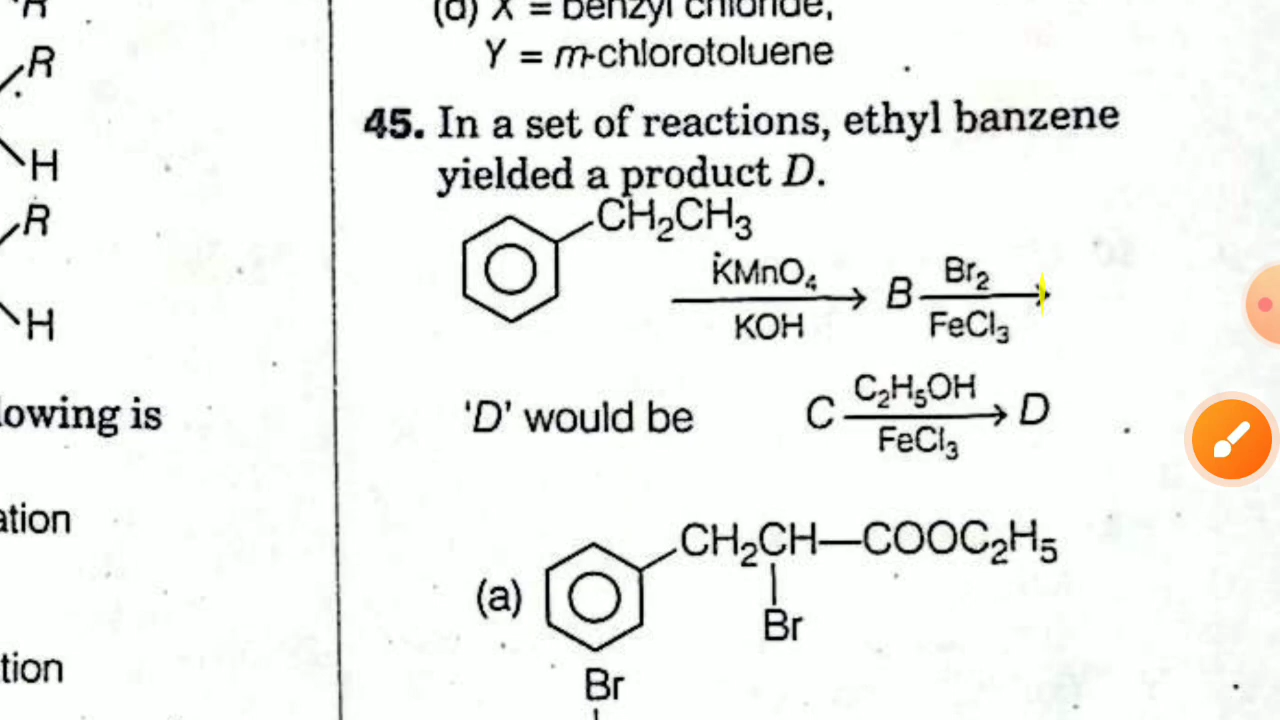 R
R
H
R
H
lowing is
ation
tion
(d) X = benzyl chloride,
Y = m-chlorotoluene
45. In a set of reactions, ethyl banzene
yielded a product D.
CH₂CH₃
KMnO₄
KOH
B
Br₂
FeCl₃
'D' would be
C
C₂H₅OH
FeCl₃
D
(a)
CH₂CH—COOC₂H₅
Br
Br